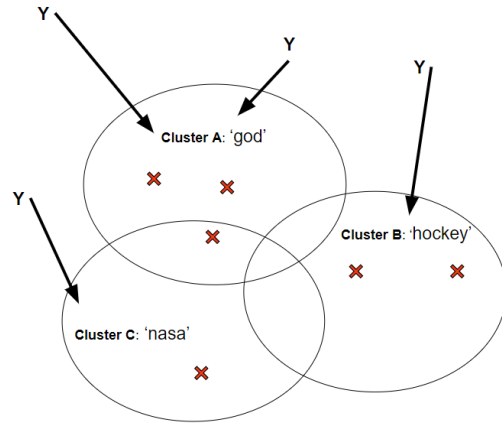 Y
Y
Y
Cluster A: 'god'
Y
Cluster B: 'hockey'
Cluster C: 'nasa'